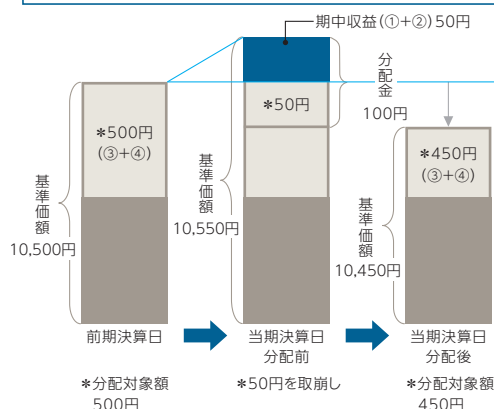 期中収益(①+②)50円
分配金
100円
*500円
(③+④)
*50円
*450円
(③+④)
基準価額
10,500円
基準価額
10,550円
基準価額
10,450円
前期決算日
当期決算日
分配前
当期決算日
分配後
*分配対象額
500円
*50円を取崩し
*分配対象額
450円